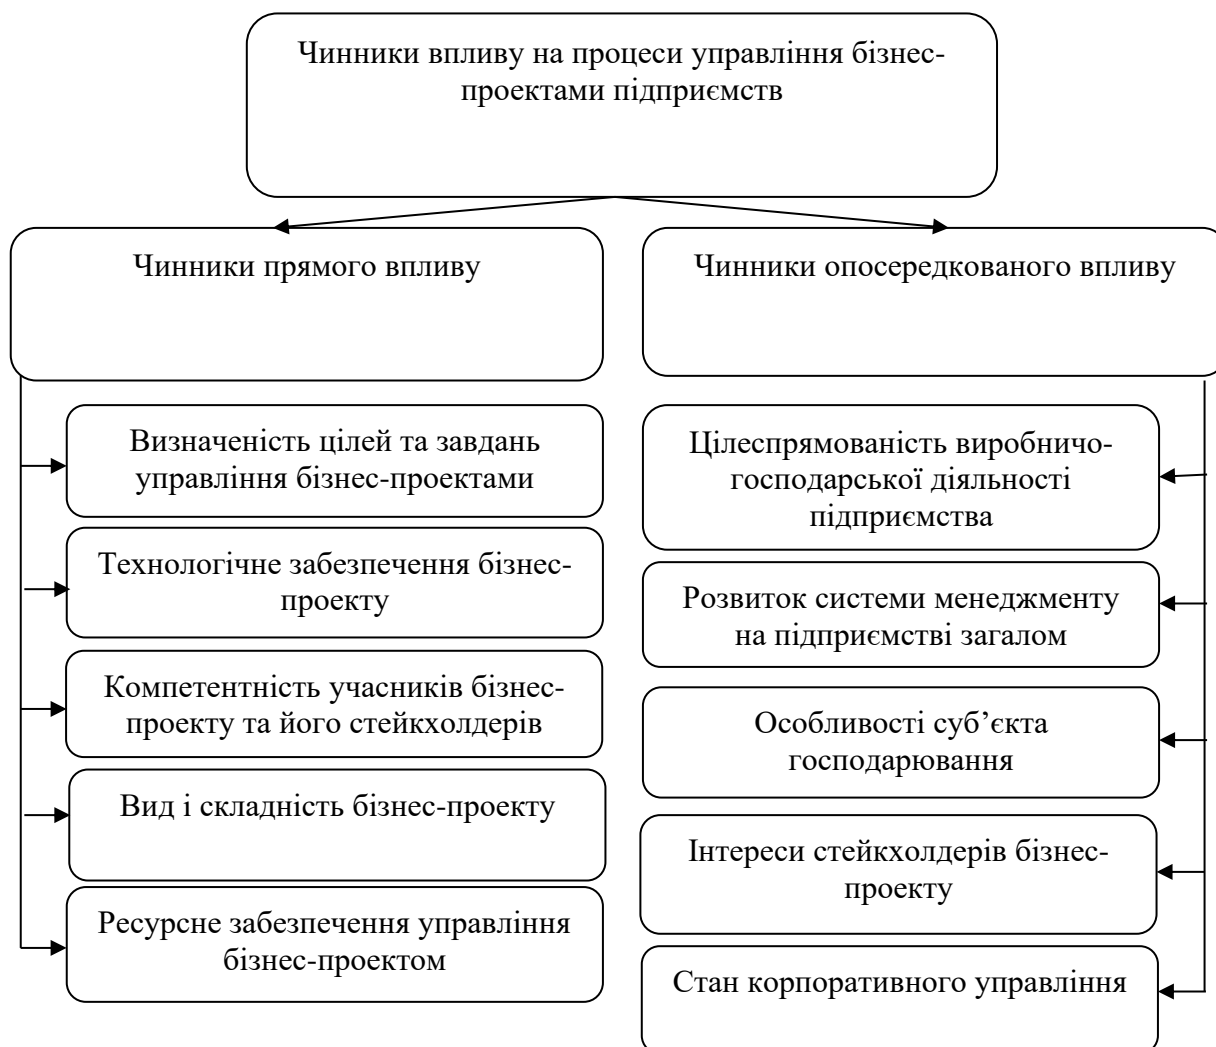 Чинники впливу на процеси управління бізнес-
проектами підприємств
Чинники прямого впливу
Визначеність цілей та завдань
управління бізнес-проектами
Технологічне забезпечення бізнес-
проекту
Компетентність учасників бізнес-
проекту та його стейкхолдерів
Вид і складність бізнес-проекту
Ресурсне забезпечення управління
бізнес-проектом
Чинники опосередкованого впливу
Цілеспрямованість виробничо-
господарської діяльності
підприємства
Розвиток системи менеджменту
на підприємстві загалом
Особливості суб’єкта
господарювання
Інтереси стейкхолдерів бізнес-
проекту
Стан корпоративного управління